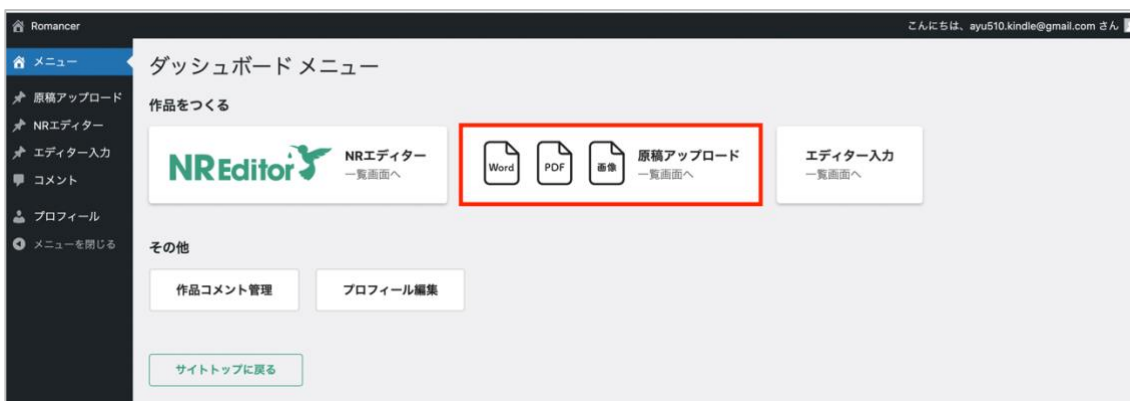 Romancer
こんにちは、ayu510.kindle@gmail.com さん
メニュー
原稿アップロード
NRエディター
エディター入力
コメント
プロフィール
メニューを閉じる
ダッシュボード メニュー
作品をつくる
NREditor
NRエディター
一覧画面へ
Word
PDF
画像
原稿アップロード
一覧画面へ
エディター入力
一覧画面へ
その他
作品コメント管理
プロフィール編集
サイトトップに戻る